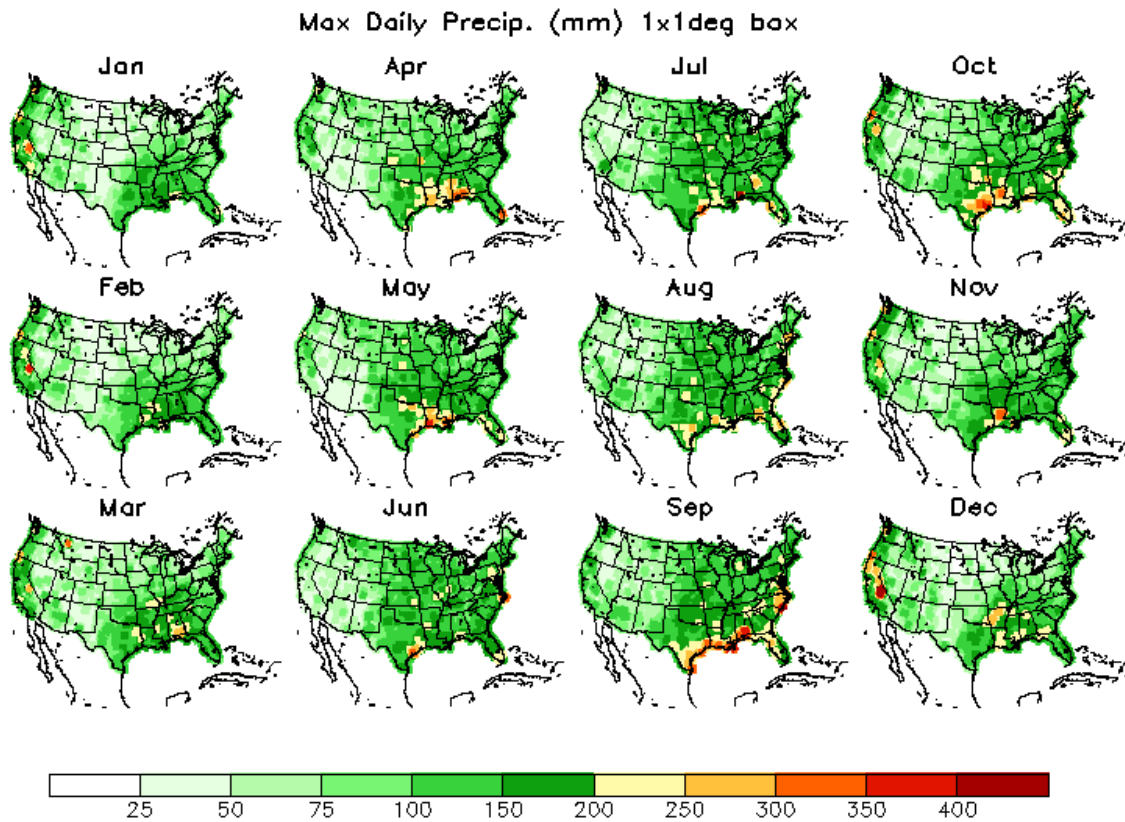 Max Daily Precip. (mm) 1x1deg box
Jan Apr Jul Oct
Feb May Aug Nov
Mar Jun Sep Dec
25 50 75 100 150 200 250 300 350 400